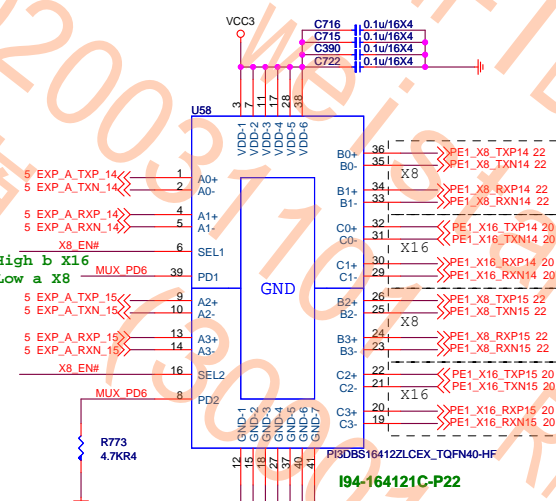 VCC3
C716 0.1u/16X4
C715 0.1u/16X4
C390 0.1u/16X4
C722 0.1u/16X4
U58
3 7 11 17 28 38
VDD-1 VDD-2 VDD-3 VDD-4 VDD-5 VDD-6
5 EXP_A_TXP_14 1 A0+
5 EXP_A_TXN_14 2 A0-
5 EXP_A_RXP_14 4 A1+
5 EXP_A_RXN_14 5 A1-
X8_EN# 6 SEL1
High b X16
Low a X8
MUX_PD6 39 PD1
5 EXP_A_TXP_15 9 A2+
5 EXP_A_TXN_15 10 A2-
5 EXP_A_RXP_15 13 A3+
5 EXP_A_RXN_15 14 A3-
X8_EN# 16 SEL2
MUX_PD6 8 PD2
R773
4.7KR4
GND
B0+ 36 PE1_X8_TXP14 22
B0- 35 PE1_X8_TXN14 22
X8
B1+ 34 PE1_X8_RXP14 22
B1- 33 PE1_X8_RXN14 22
C0+ 32 PE1_X16_TXP14 20
C0- 31 PE1_X16_TXN14 20
X16
C1+ 30 PE1_X16_RXP14 20
C1- 29 PE1_X16_RXN14 20
B2+ 26 PE1_X8_TXP15 22
B2- 25 PE1_X8_TXN15 22
X8
B3+ 24 PE1_X8_RXP15 22
B3- 23 PE1_X8_RXN15 22
C2+ 22 PE1_X16_TXP15 20
C2- 21 PE1_X16_TXN15 20
X16
C3+ 20 PE1_X16_RXP15 20
C3- 19 PE1_X16_RXN15 20
GND-1 GND-2 GND-3 GND-4 GND-5 GND-6 GND-7
12 15 18 27 37 40 41
PI3DBS16412ZLCEX_TQFN40-HF
I94-164121C-P22